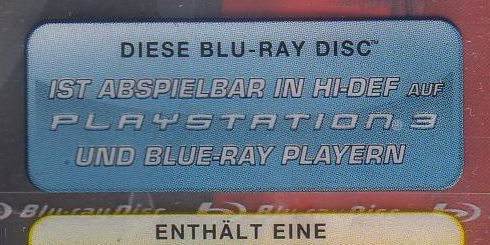 DIESE BLU-RAY DISC™
IST ABSPIELBAR IN HI-DEF AUF
PLAYSTATION® 3
UND BLUE-RAY PLAYERN
Blu-ray Disc Blu-ray Disc
ENTHÄLT EINE